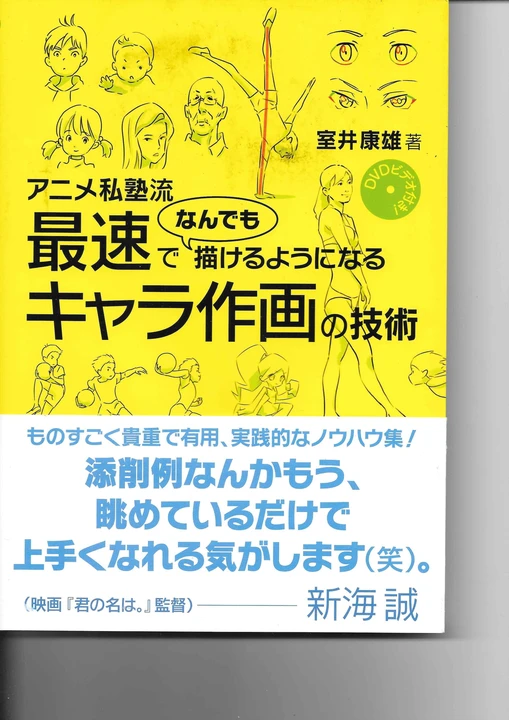 室井康雄 著
DVDビデオ付き!
アニメ私塾流
なんでも
最速で描けるようになる
キャラ作画の技術
ものすごく貴重で有用、実践的なノウハウ集!
添削例なんかもう、
眺めているだけで
上手くなれる気がします(笑)。
(映画『君の名は。』監督)――― 新海 誠